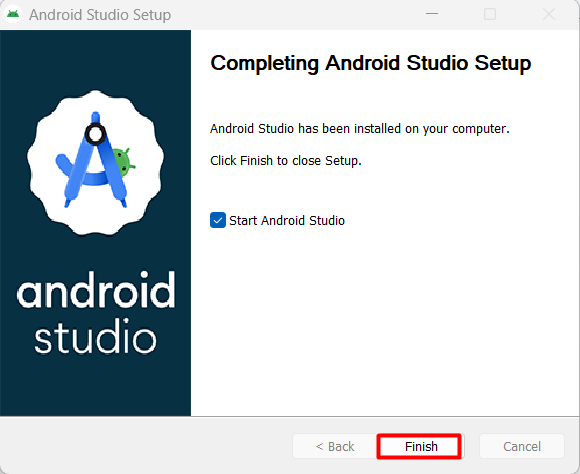 Android Studio Setup
Completing Android Studio Setup
Android Studio has been installed on your computer.
Click Finish to close Setup.
Start Android Studio
android
studio
< Back
Finish
Cancel